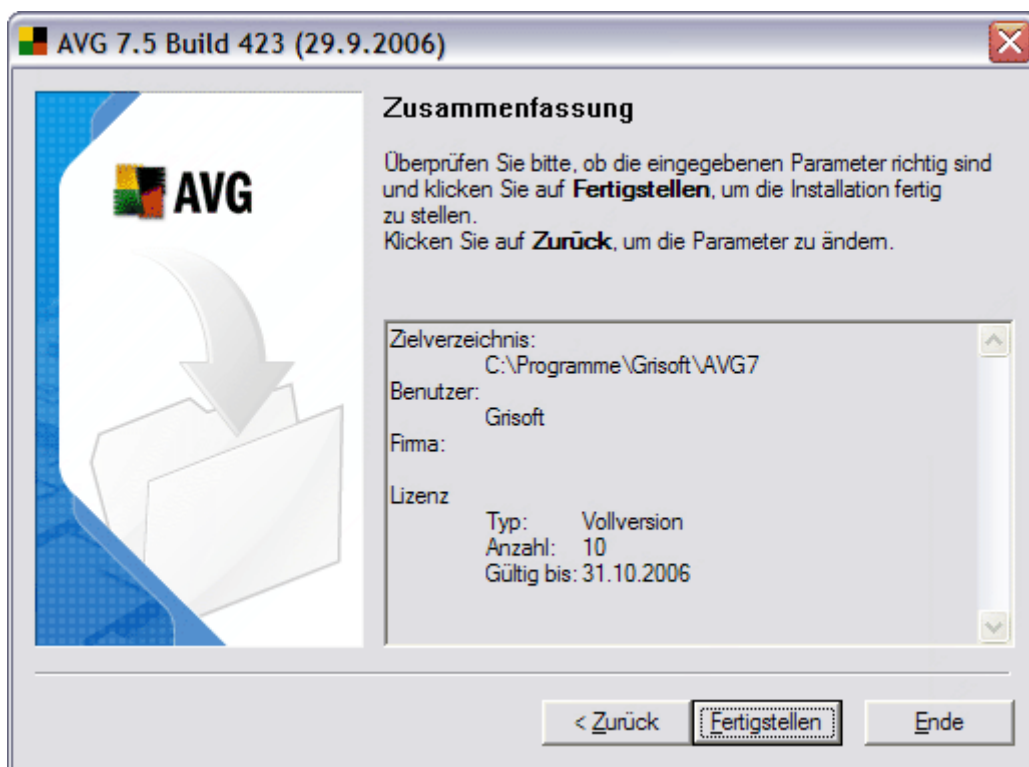 AVG 7.5 Build 423 (29.9.2006)
AVG
Zusammenfassung
Überprüfen Sie bitte, ob die eingegebenen Parameter richtig sind
und klicken Sie auf Fertigstellen, um die Installation fertig
zu stellen.
Klicken Sie auf Zurück, um die Parameter zu ändern.
Zielverzeichnis:
C:\Programme\Grisoft\AVG7
Benutzer:
Grisoft
Firma:
Lizenz
Typ: Vollversion
Anzahl: 10
Gültig bis: 31.10.2006
< Zurück
Fertigstellen
Ende